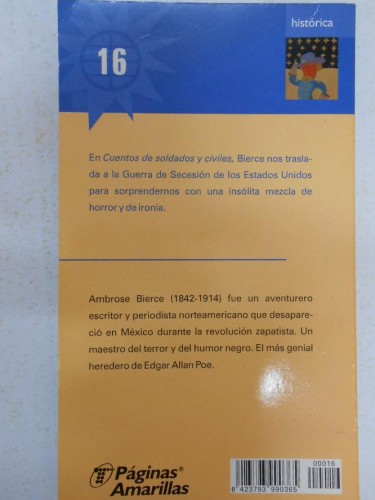 histórica
16
En Cuentos de soldados y civiles, Bierce nos trasla-
da a la Guerra de Secesión de los Estados Unidos
para sorprendernos con una insólita mezcla de
horror y de ironía.
Ambrose Bierce (1842-1914) fue un aventurero
escritor y periodista norteamericano que desapare-
ció en México durante la revolución zapatista. Un
maestro del terror y del humor negro. El más genial
heredero de Edgar Allan Poe.
00016
Páginas®
Amarillas
8 423793 990365